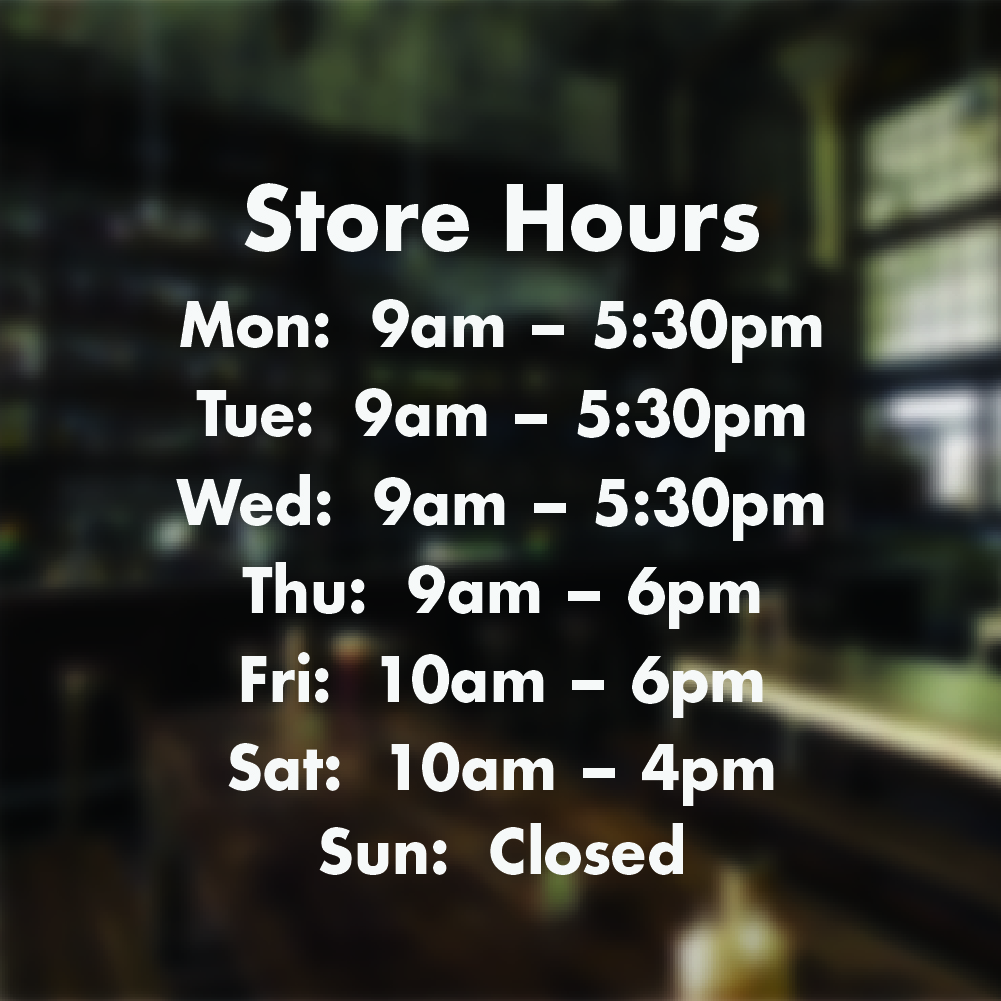 Store Hours
Mon: 9am – 5:30pm
Tue: 9am – 5:30pm
Wed: 9am – 5:30pm
Thu: 9am – 6pm
Fri: 10am – 6pm
Sat: 10am – 4pm
Sun: Closed